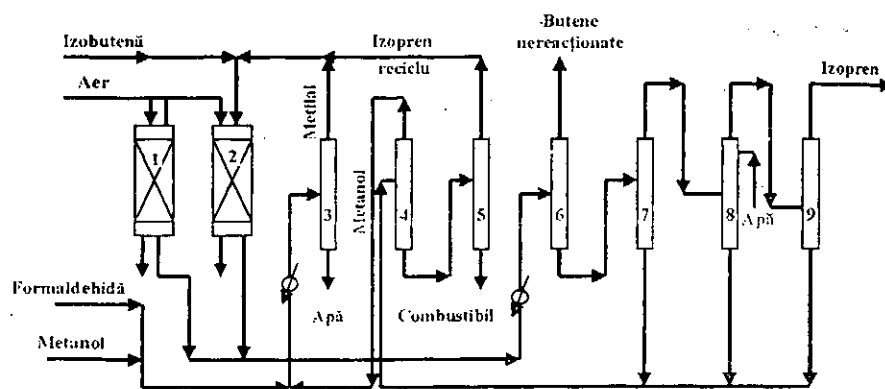 -Butene
nereacționate
Izobutenă
Izopren
reciclu
Izopren
Aer
Metilal
Metanol
1
2
3
4
5
6
7
8
9
Apă
Formaldehidă
Apă
Combustibil
Metanol